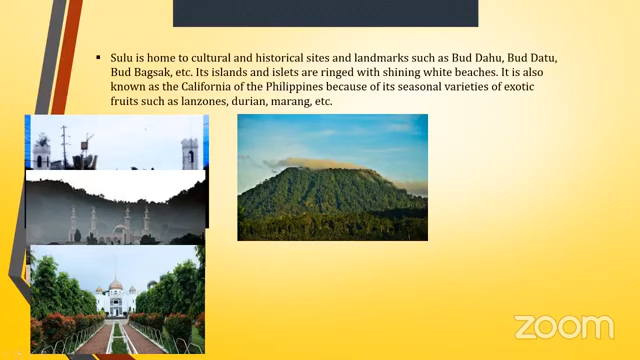 ▪ Sulu is home to cultural and historical sites and landmarks such as Bud Dahu, Bud Datu,
Bud Bagsak, etc. Its islands and islets are ringed with shining white beaches. It is also
known as the California of the Philippines because of its seasonal varieties of exotic
fruits such as lanzones, durian, marang, etc.
zoom